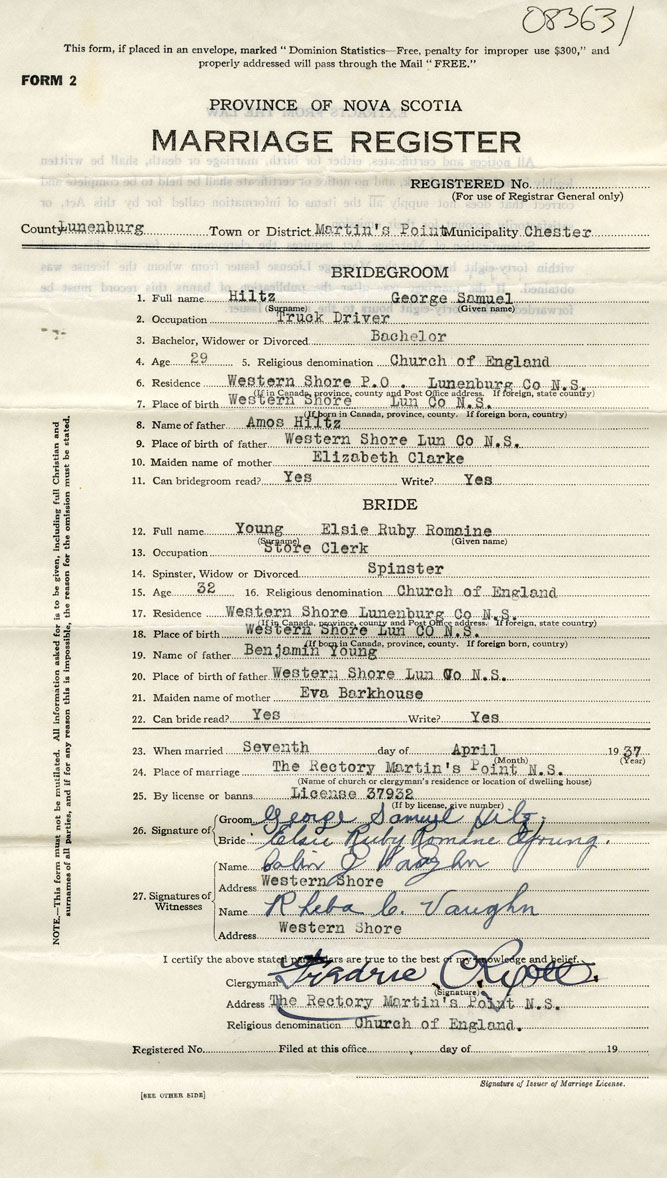 08363/
This form, if placed in an envelope, marked "Dominion Statistics—Free, penalty for improper use $300," and
properly addressed will pass through the Mail "FREE."
FORM 2
PROVINCE OF NOVA SCOTIA
MARRIAGE REGISTER
REGISTERED No.
(For use of Registrar General only)
County Lunenburg Town or District Martin's Point Municipality Chester
BRIDEGROOM
1. Full name Hiltz George Samuel
(Surname) (Given name)
2. Occupation Truck Driver
3. Bachelor, Widower or Divorced Bachelor
4. Age 29 5. Religious denomination Church of England
6. Residence Western Shore P.O. Lunenburg Co N.S.
(If in Canada, province, county and Post Office address. If foreign, state country)
7. Place of birth Western Shore Lun Co N.S.
(If born in Canada, province, county. If foreign, country)
8. Name of father Amos Hiltz
9. Place of birth of father Western Shore Lun Co N.S.
10. Maiden name of mother Elizabeth Clarke
11. Can bridegroom read? Yes Write? Yes
BRIDE
12. Full name Young Elsie Ruby Romaine
(Surname) (Given name)
13. Occupation Store Clerk
14. Spinster, Widow or Divorced Spinster
15. Age 32 16. Religious denomination Church of England
17. Residence Western Shore Lunenburg Co N.S.
(If in Canada, province, county and Post Office address. If foreign, state country)
18. Place of birth Western Shore Lun CO N.S.
(If born in Canada, province, county. If foreign, country)
19. Name of father Benjamin Young
20. Place of birth of father Western Shore Lun Co N.S.
21. Maiden name of mother Eva Barkhouse
22. Can bride read? Yes Write? Yes
23. When married Seventh day of April 1937
(Month) (Year)
24. Place of marriage The Rectory Martin's Point N.S.
(Name of church or clergyman's residence or location of dwelling house)
25. By license or banns License 37932
(If by license, give number)
26. Signature of Groom George Samuel Hiltz
Bride Elsie Ruby Romaine Young.
27. Signatures of Witnesses
Name Vaughn
Address Western Shore
Name Rheba C. Vaughn
Address Western Shore
I certify the above stated particulars are true to the best of my knowledge and belief.
Clergyman
(Signature)
Address The Rectory Martin's Point N.S.
Religious denomination Church of England.
Registered No. Filed at this office day of 19
Signature of Issuer of Marriage License.
[SEE OTHER SIDE]
NOTE.—This form must not be mutilated. All information asked for is to be given, including full Christian and
surnames of all parties, and if for any reason this is impossible, the reason for the omission must be stated.